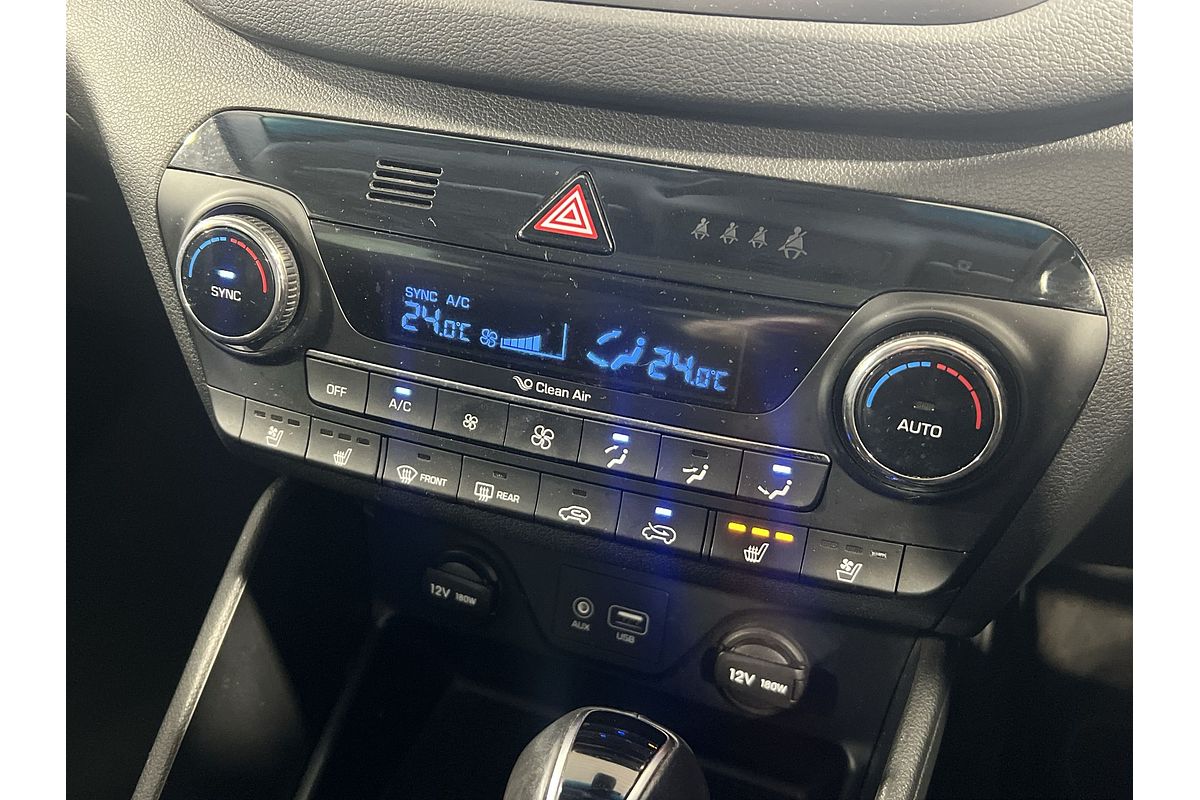 SYNC A/C
24.0°C
24.0°C
SYNC
AUTO
Clean Air
OFF
A/C
FRONT
REAR
12V 180W
AUX
USB
12V 180W